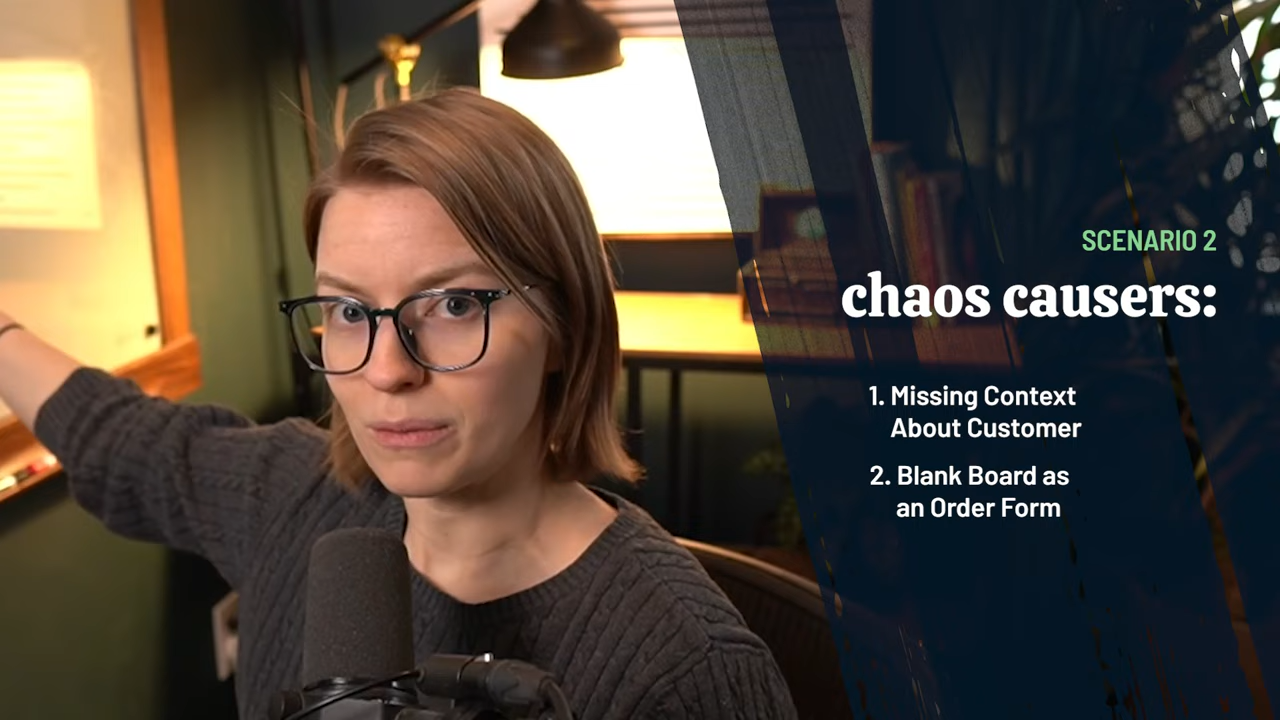 SCENARIO 2
chaos causers:
1. Missing Context
About Customer
2. Blank Board as
an Order Form